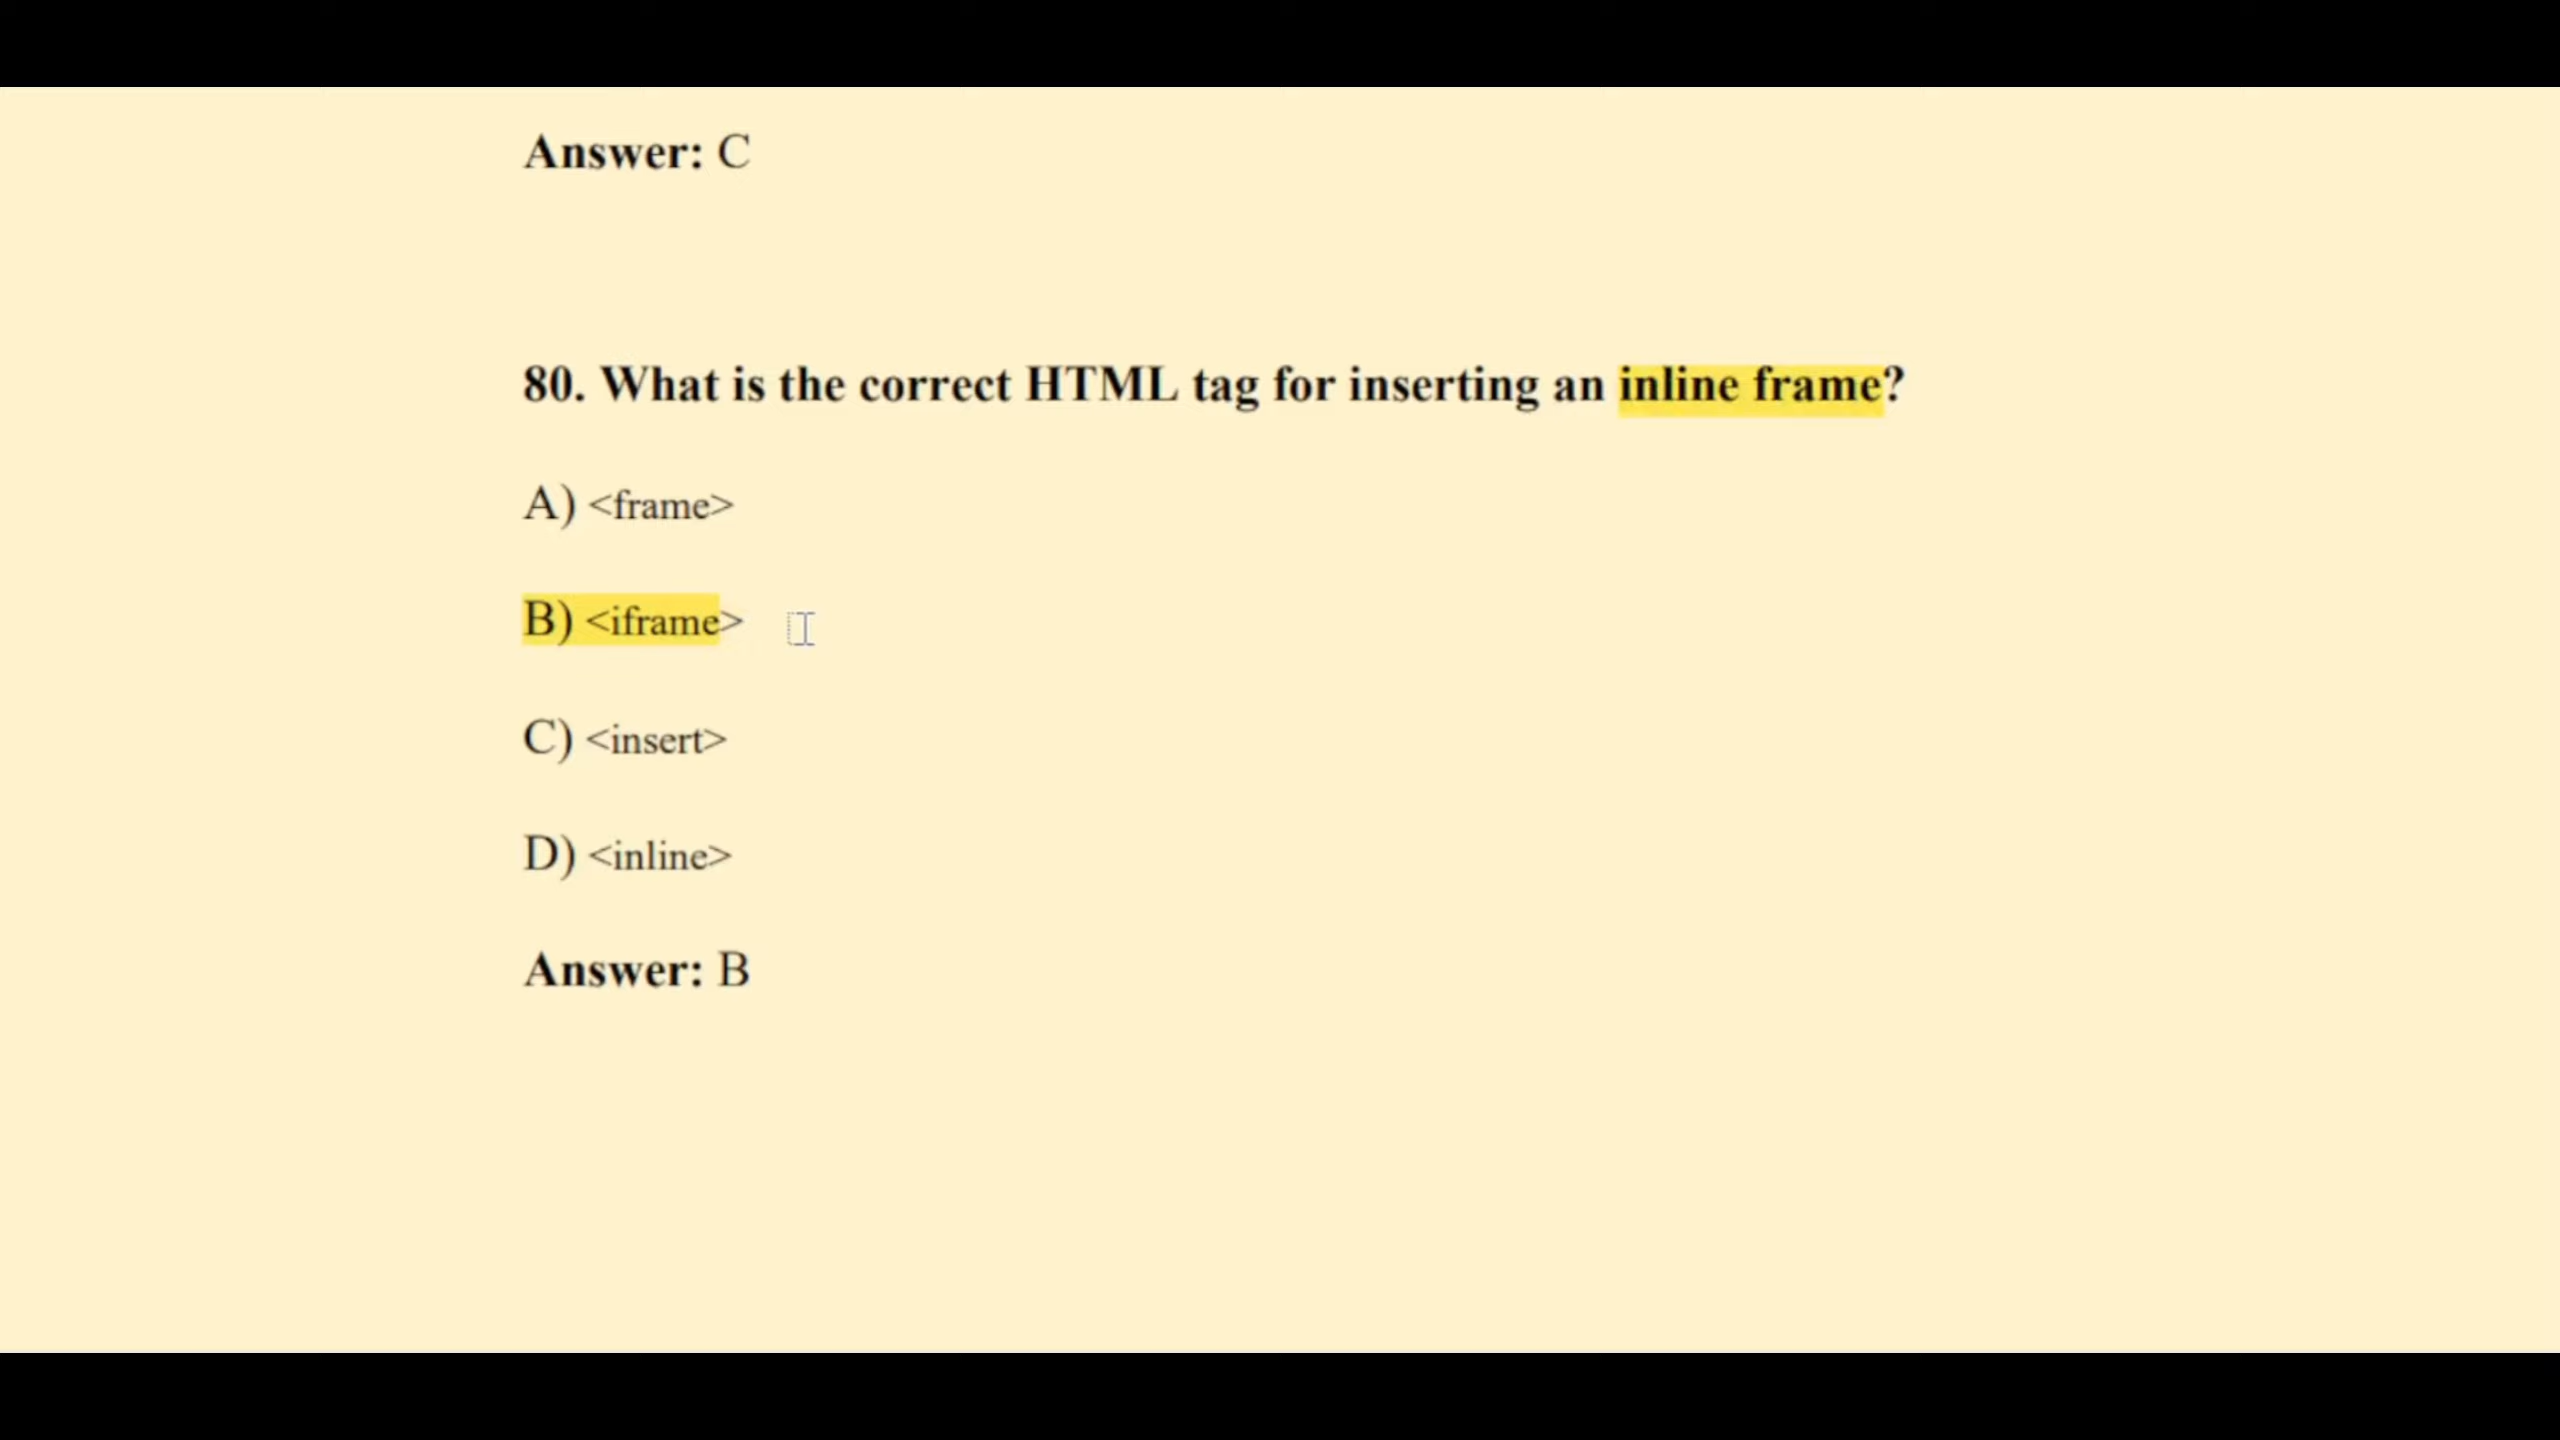 Answer: C
80. What is the correct HTML tag for inserting an inline frame?
A) <frame>
B) <iframe>
C) <insert>
D) <inline>
Answer: B